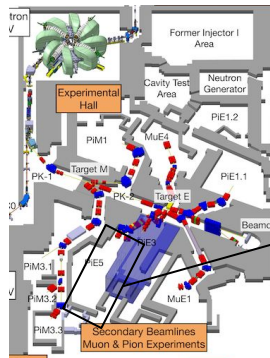 tron
V
Former Injector I
Area
Cavity Test
Area
Neutron
Generator
Experimental
Hall
PiE1.2
PiM1
MuE4
PK-1
Target M
PK-2
Target E
PiE1.1
PiE3
Beamd
PiE5
PiM3.1
V
PiM3.2
MuE1
PiM3.3
Secondary Beamlines
Muon & Pion Experiments